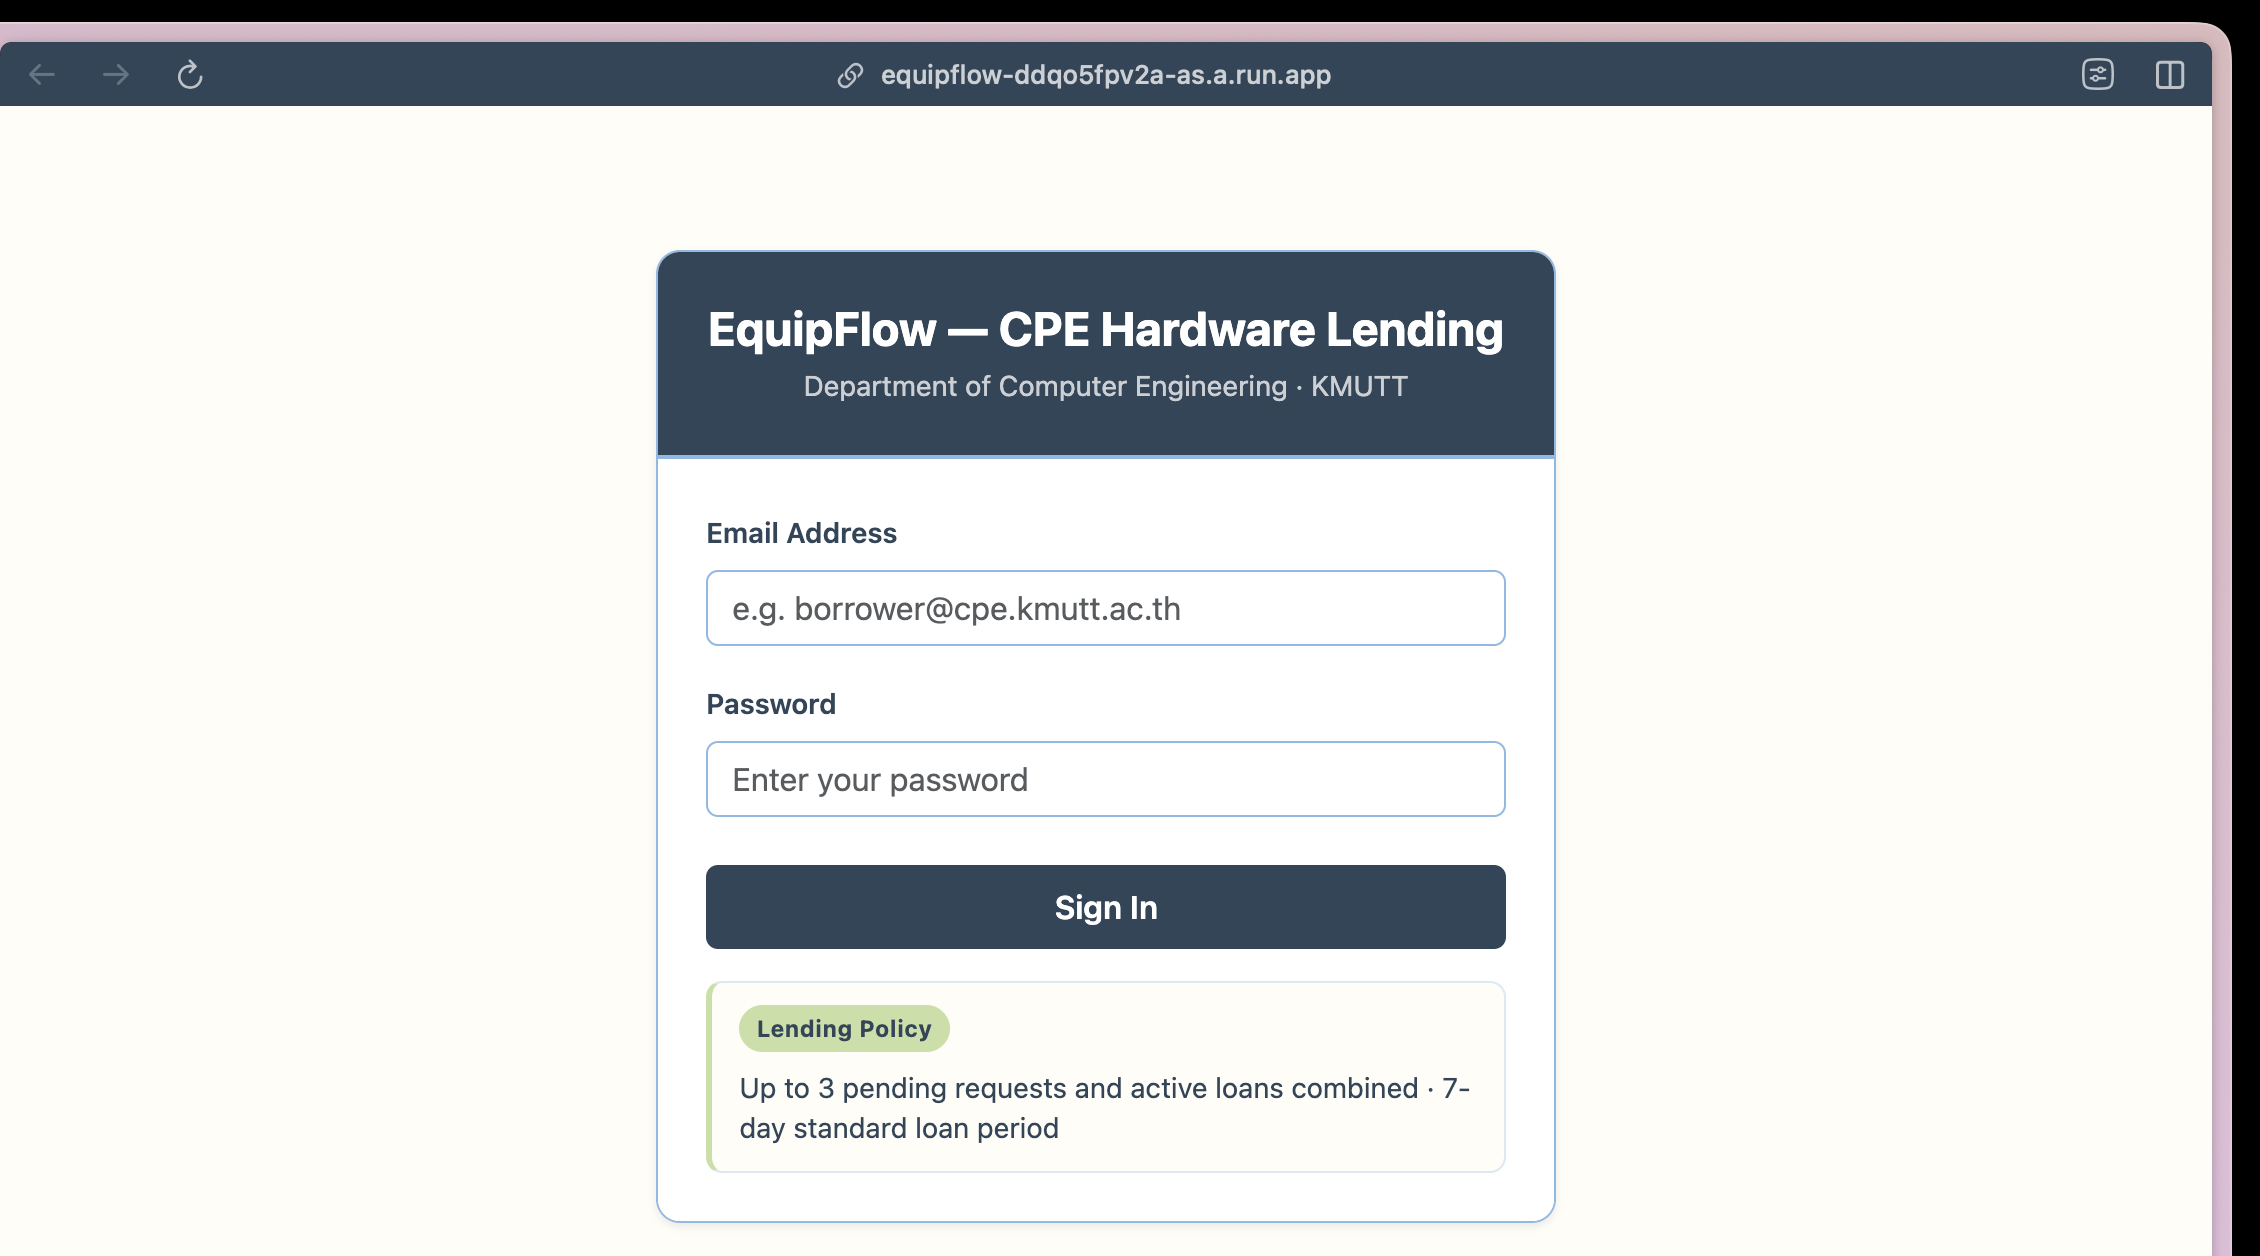 equipflow-ddqo5fpv2a-as.a.run.app
EquipFlow — CPE Hardware Lending
Department of Computer Engineering · KMUTT
Email Address
e.g. borrower@cpe.kmutt.ac.th
Password
Enter your password
Sign In
Lending Policy
Up to 3 pending requests and active loans combined · 7-
day standard loan period